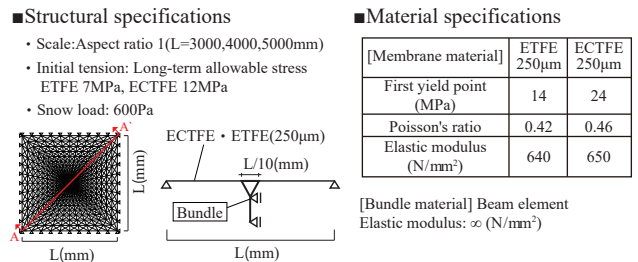 ■Structural specifications
・Scale:Aspect ratio 1(L=3000,4000,5000mm)
・Initial tension: Long-term allowable stress
ETFE 7MPa, ECTFE 12MPa
・Snow load: 600Pa
A'
A
L(mm)
L(mm)
ECTFE・ETFE(250μm)
L/10(mm)
Bundle
L(mm)
■Material specifications
[Membrane material] ETFE 250μm ECTFE 250μm
First yield point (MPa) 14 24
Poisson's ratio 0.42 0.46
Elastic modulus (N/mm²) 640 650
[Bundle material] Beam element
Elastic modulus: ∞ (N/mm²)